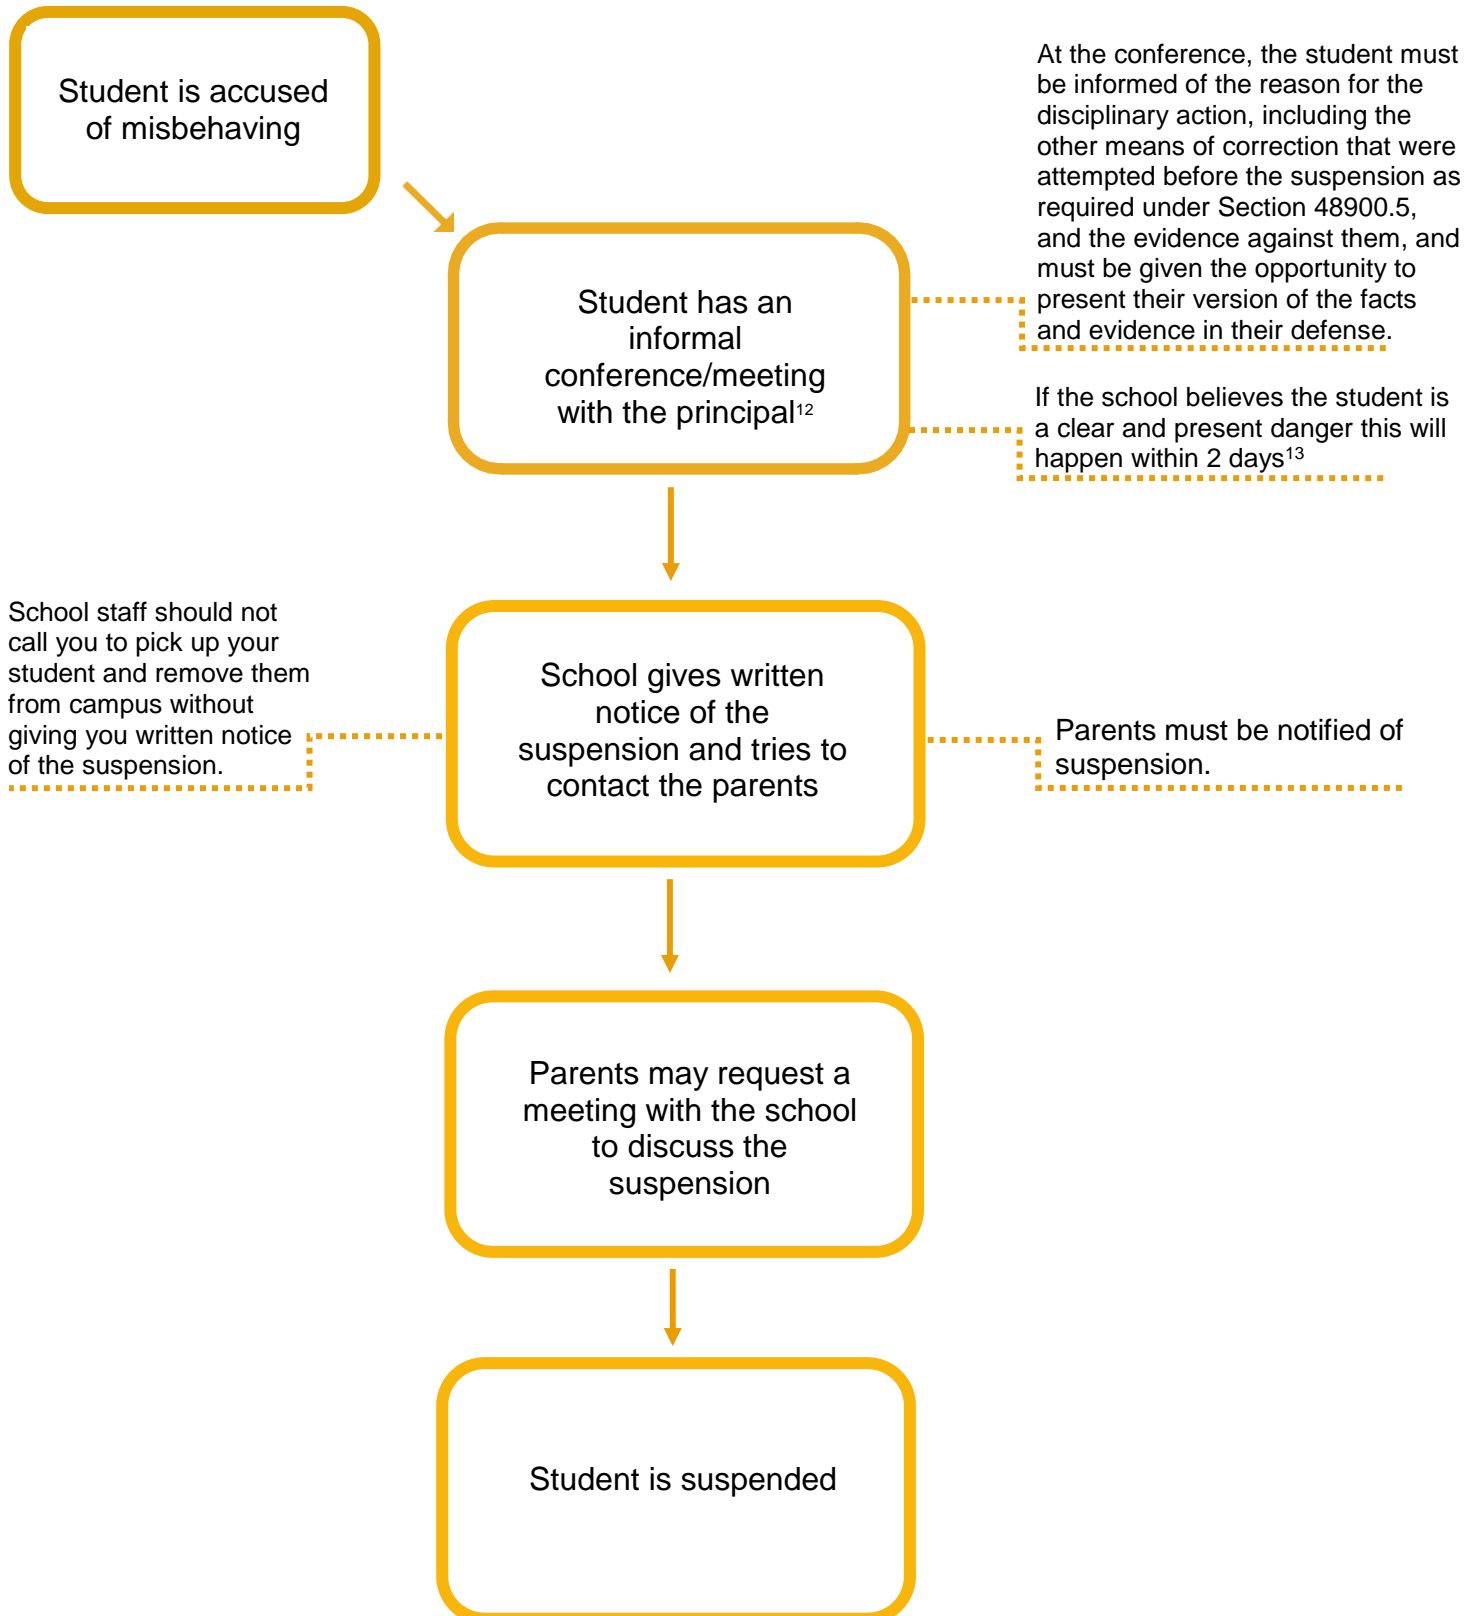 Student is accused
of misbehaving
At the conference, the student must
be informed of the reason for the
disciplinary action, including the
other means of correction that were
attempted before the suspension as
required under Section 48900.5,
and the evidence against them, and
must be given the opportunity to
present their version of the facts
and evidence in their defense.
Student has an
informal
conference/meeting
with the principal12
If the school believes the student is
a clear and present danger this will
happen within 2 days13
School staff should not
call you to pick up your
student and remove them
from campus without
giving you written notice
of the suspension.
School gives written
notice of the
suspension and tries to
contact the parents
Parents must be notified of
suspension.
Parents may request a
meeting with the school
to discuss the
suspension
Student is suspended